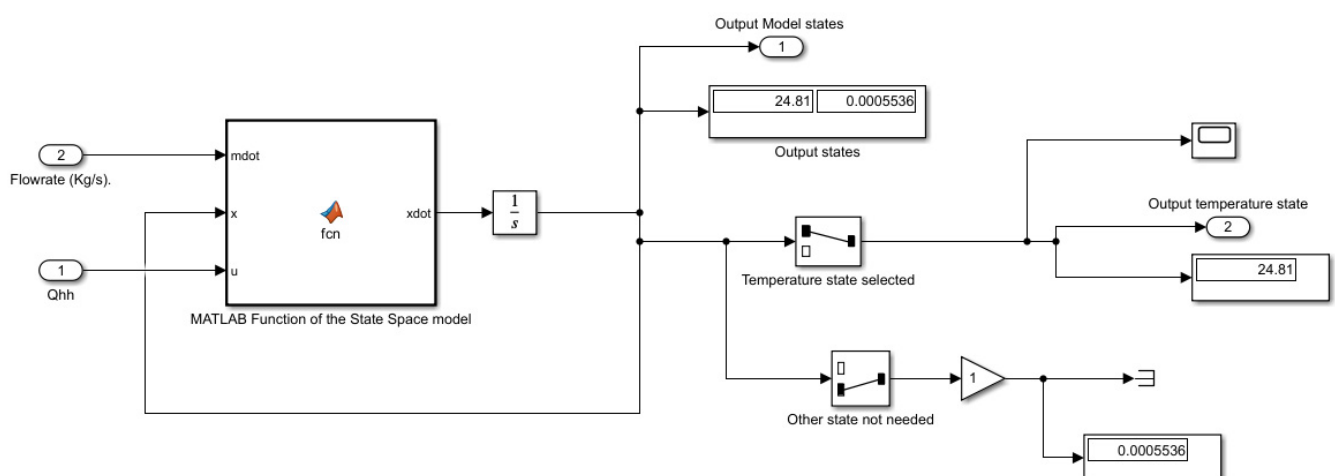 Output Model states
1
24.81 0.0005536
Output states
2
Flowrate (Kg/s).
mdot
x
fcn
xdot
1
s
u
1
Qhh
MATLAB Function of the State Space model
Temperature state selected
Output temperature state
2
24.81
Other state not needed
1
0.0005536